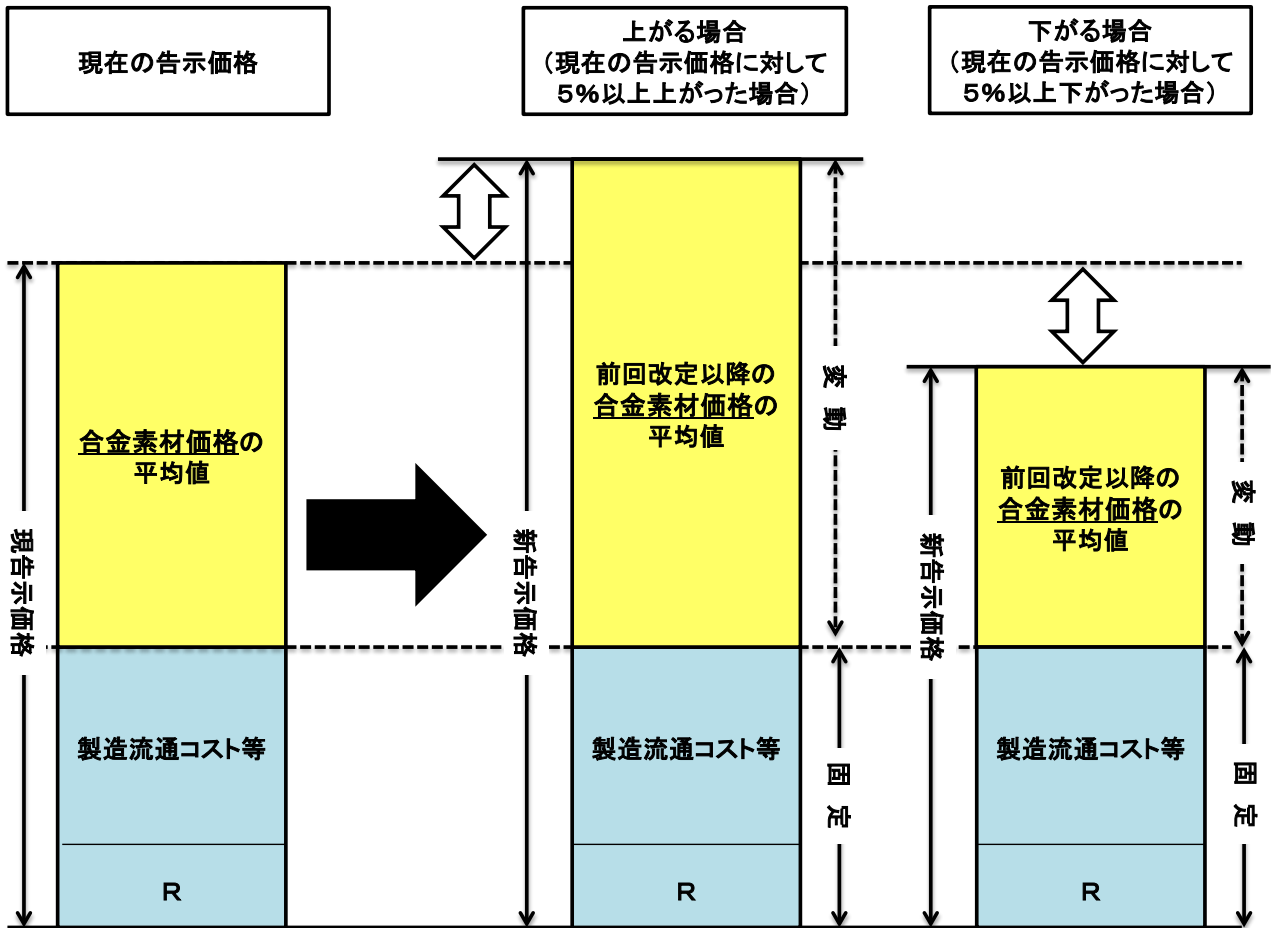 現在の告示価格
上がる場合
（現在の告示価格に対して
５％以上上がった場合）
下がる場合
（現在の告示価格に対して
５％以上下がった場合）
現告示価格
合金素材価格の
平均値
製造流通コスト等
Ｒ
新告示価格
前回改定以降の
合金素材価格の
平均値
製造流通コスト等
Ｒ
変動
固定
新告示価格
前回改定以降の
合金素材価格の
平均値
製造流通コスト等
Ｒ
変動
固定